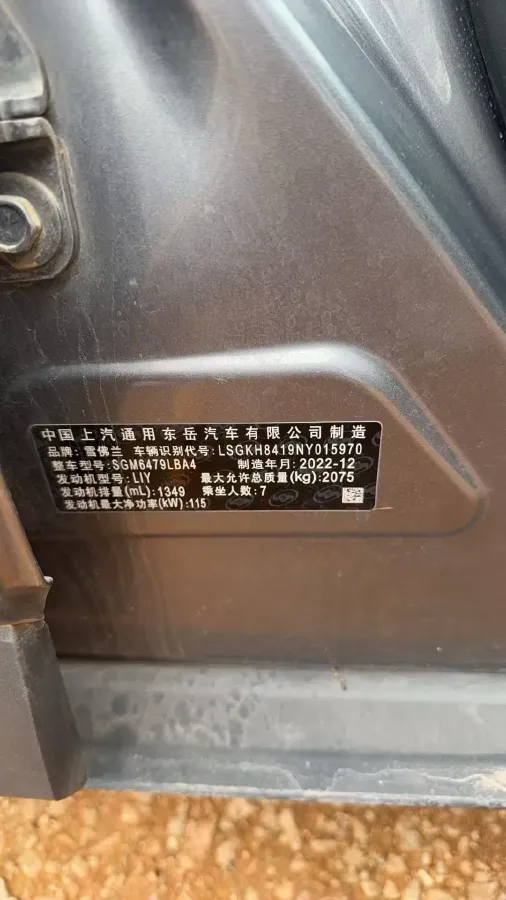 中国上汽通用东岳汽车有限公司制造
品牌: 雪佛兰 车辆识别代号: LSGKH8419NY015970
整车型号: SGM6479LBA4 制造年月: 2022-12
发动机型号: LIY 最大允许总质量(kg): 2075
发动机排量(mL): 1349 乘坐人数: 7
发动机最大净功率(kW): 115